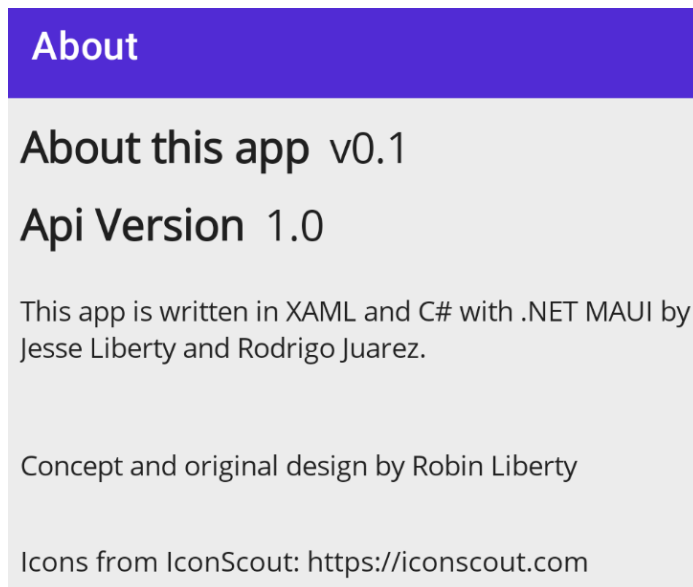 About
About this app v0.1
Api Version 1.0
This app is written in XAML and C# with .NET MAUI by
Jesse Liberty and Rodrigo Juarez.
Concept and original design by Robin Liberty
Icons from IconScout: https://iconscout.com